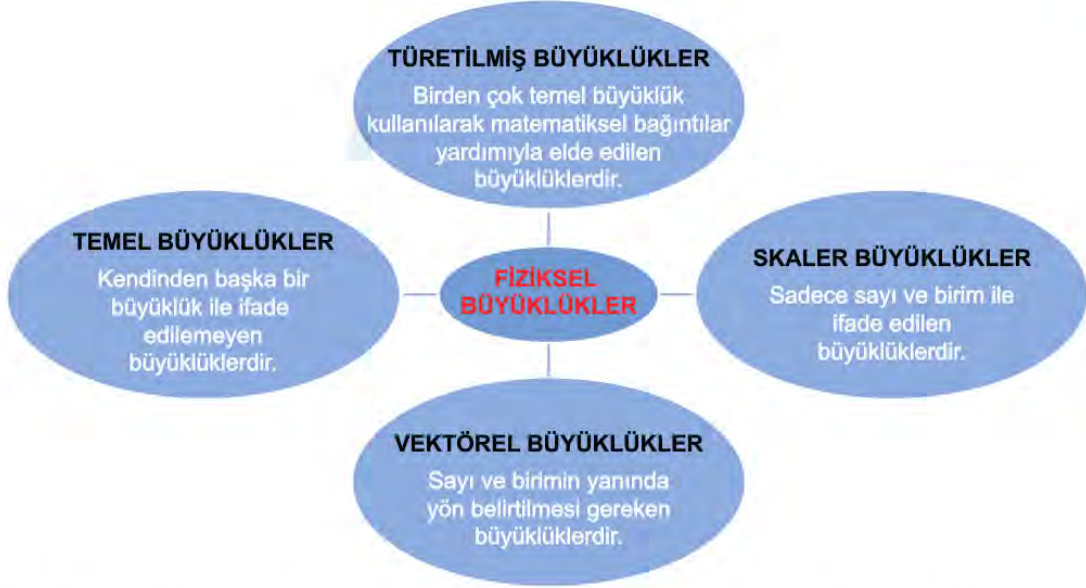 TÜRETİLMİŞ BÜYÜKLÜKLER
Birden çok temel büyüklük
kullanılarak matematiksel bağıntılar
yardımıyla elde edilen
büyüklüklerdir.
TEMEL BÜYÜKLÜKLER
Kendinden başka bir
büyüklük ile ifade
edilemeyen
büyüklüklerdir.
FİZİKSEL
BÜYÜKLÜKLER
SKALER BÜYÜKLÜKLER
Sadece sayı ve birim ile
ifade edilen
büyüklüklerdir.
VEKTÖREL BÜYÜKLÜKLER
Sayı ve birimin yanında
yön belirtilmesi gereken
büyüklüklerdir.